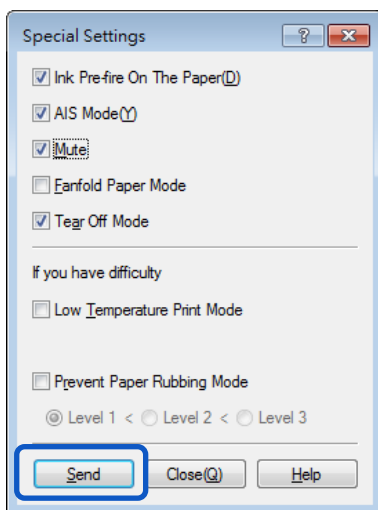 Special Settings
Ink Pre-fire On The Paper(D)
AIS Mode(Y)
Mute
Fanfold Paper Mode
Tear Off Mode
If you have difficulty
Low Temperature Print Mode
Prevent Paper Rubbing Mode
Level 1 < Level 2 < Level 3
Send Close(Q) Help